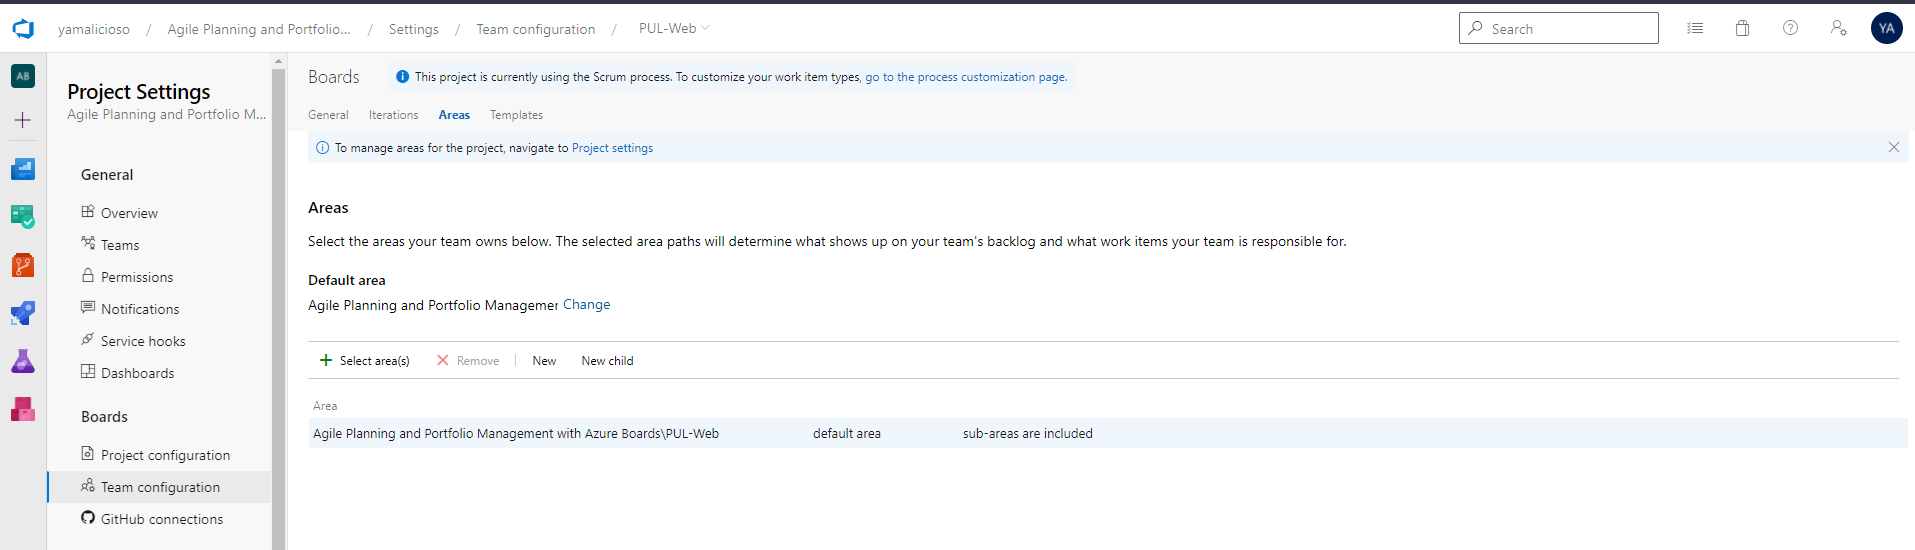 yamalicioso / Agile Planning and Portfolio... / Settings / Team configuration / PUL-Web
Search
YA
AB
Project Settings
Agile Planning and Portfolio M...
General
Overview
Teams
Permissions
Notifications
Service hooks
Dashboards
Boards
Project configuration
Team configuration
GitHub connections
Boards
This project is currently using the Scrum process. To customize your work item types, go to the process customization page.
General Iterations Areas Templates
To manage areas for the project, navigate to Project settings
Areas
Select the areas your team owns below. The selected area paths will determine what shows up on your team's backlog and what work items your team is responsible for.
Default area
Agile Planning and Portfolio Managemer Change
Select area(s) Remove New New child
Area
Agile Planning and Portfolio Management with Azure Boards\PUL-Web default area sub-areas are included